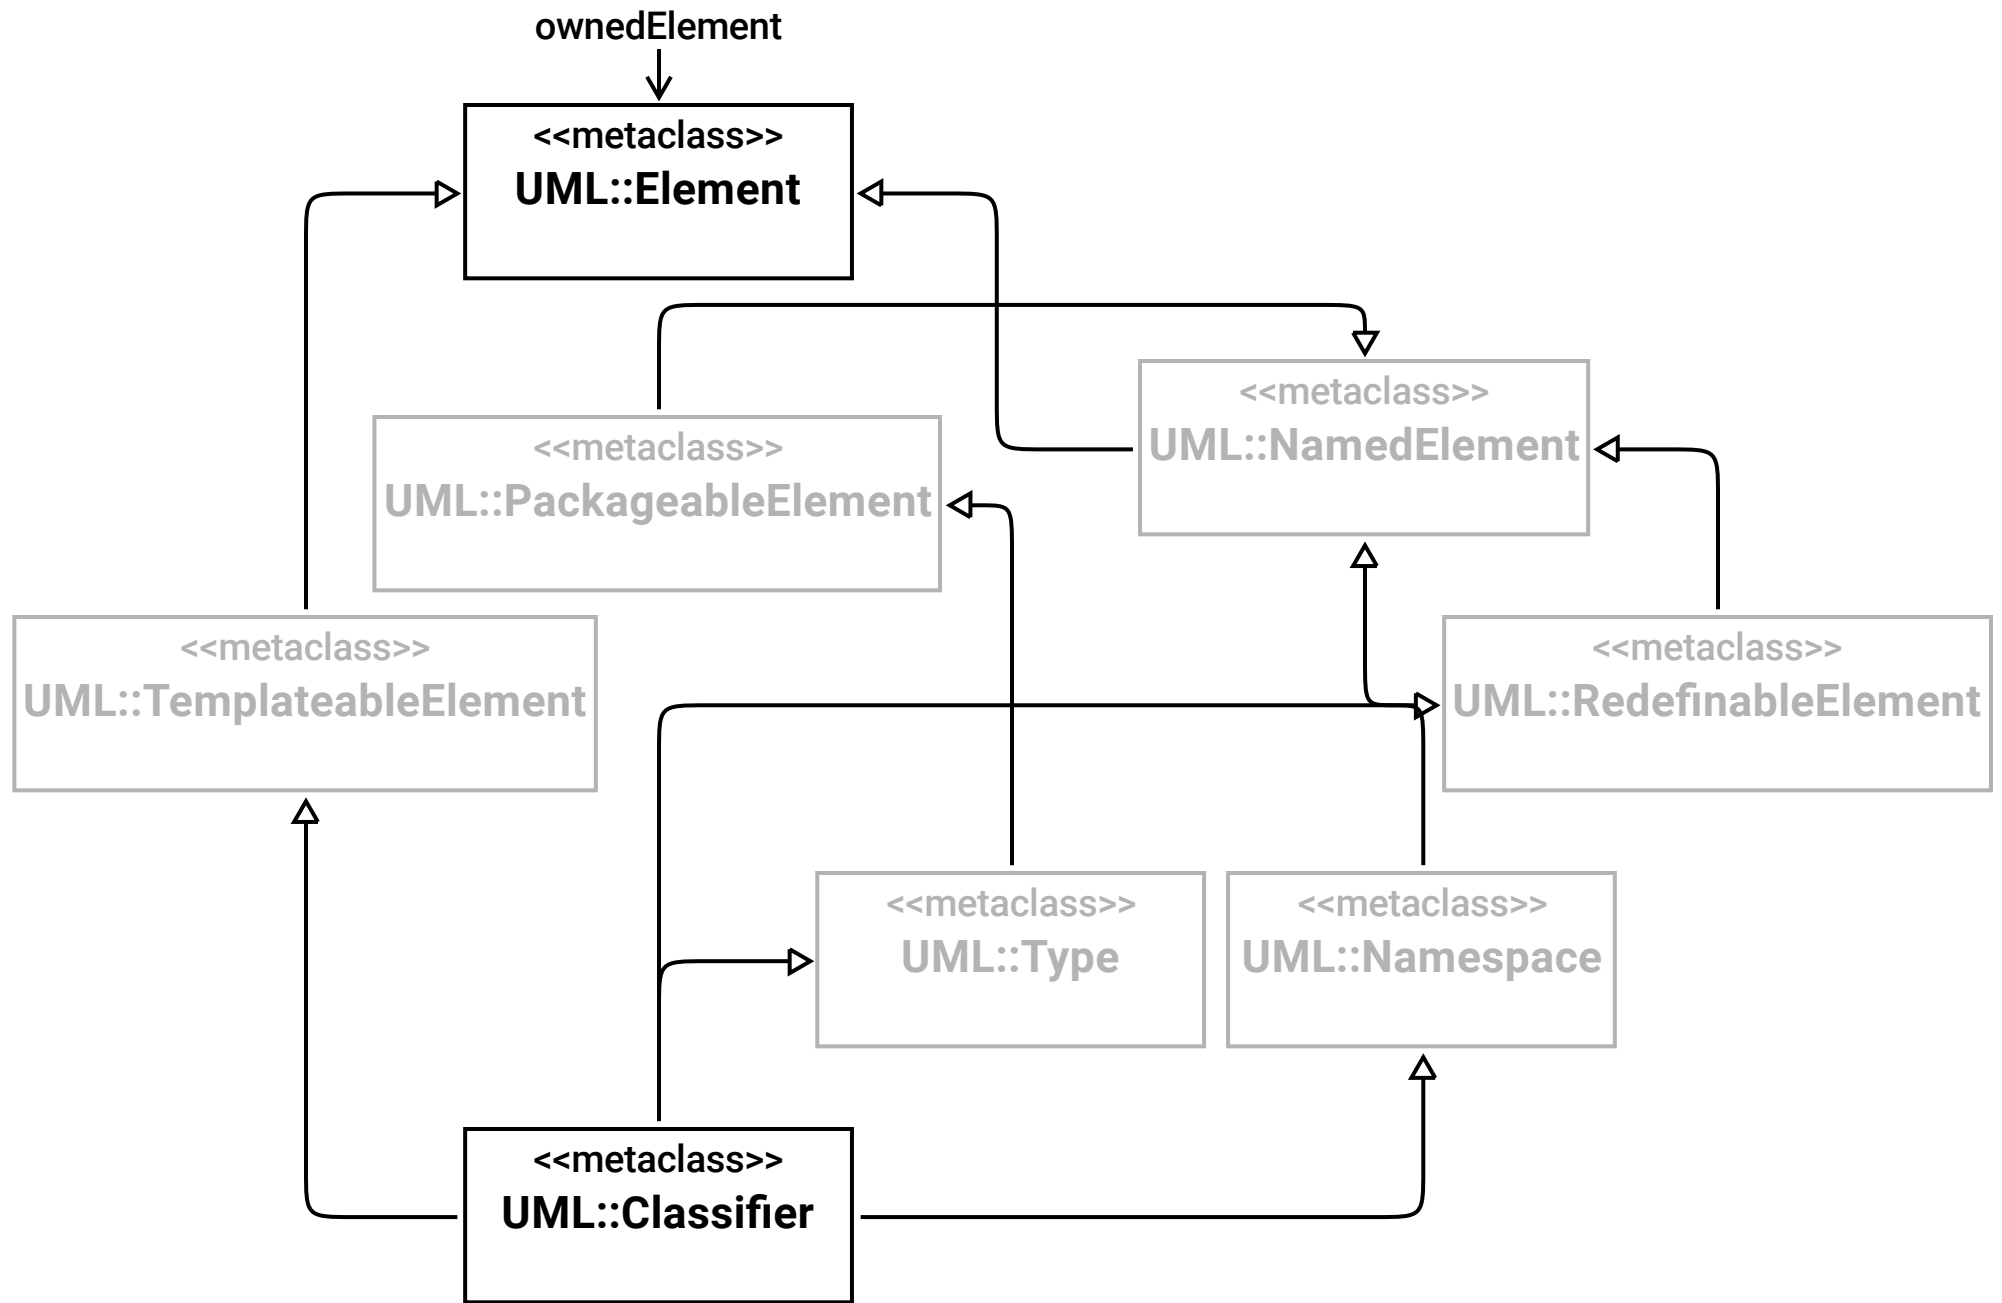 ownedElement
<<metaclass>>
UML::Element
<<metaclass>>
UML::NamedElement
<<metaclass>>
UML::PackageableElement
<<metaclass>>
UML::TemplateableElement
<<metaclass>>
UML::RedefinableElement
<<metaclass>>
UML::Type
<<metaclass>>
UML::Namespace
<<metaclass>>
UML::Classifier